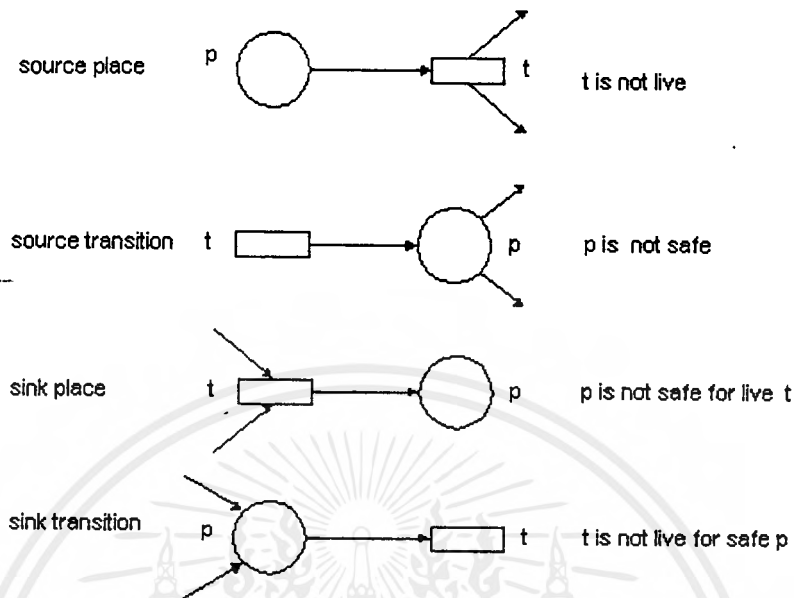 source place p t t is not live
source transition t p p is not safe
sink place t p p is not safe for live t
sink transition p t t is not live for safe p